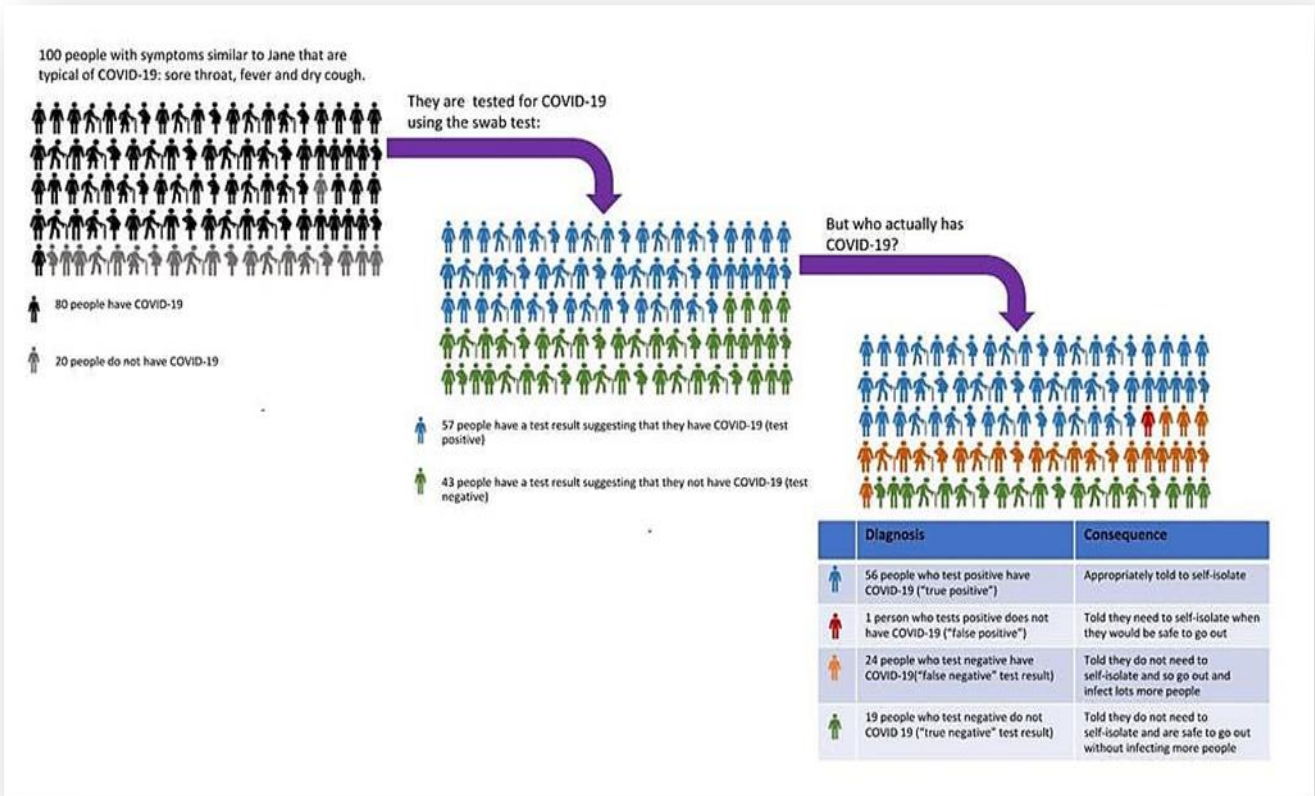 100 people with symptoms similar to Jane that are
typical of COVID-19: sore throat, fever and dry cough.
They are tested for COVID-19
using the swab test:
80 people have COVID-19
20 people do not have COVID-19
But who actually has
COVID-19?
57 people have a test result suggesting that they have COVID-19 (test
positive)
43 people have a test result suggesting that they not have COVID-19 (test
negative)
Diagnosis
Consequence
56 people who test positive have
COVID-19 ("true positive")
Appropriately told to self-isolate
1 person who tests positive does not
have COVID-19 ("false positive")
Told they need to self-isolate when
they would be safe to go out
24 people who test negative have
COVID-19("false negative" test result)
Told they do not need to
self-isolate and so go out and
infect lots more people
19 people who test negative do not
COVID 19 ("true negative" test result)
Told they do not need to
self-isolate and are safe to go out
without infecting more people